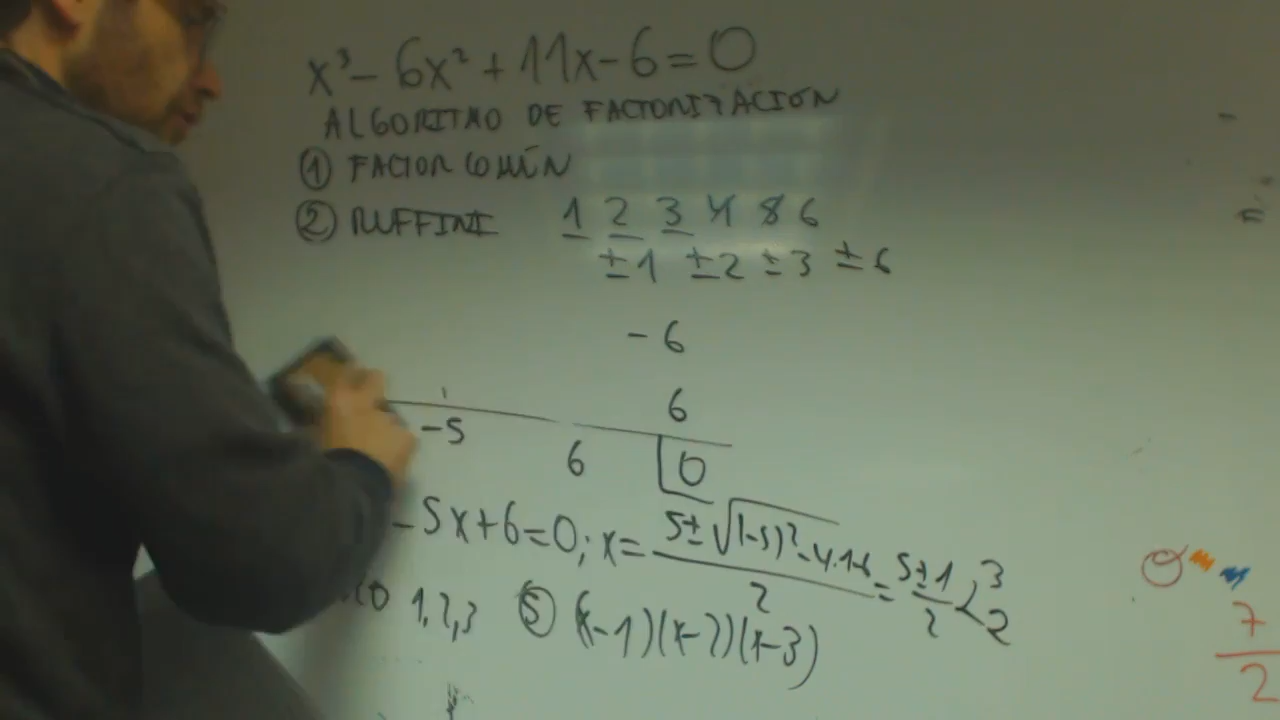 x³ - 6x² + 11x - 6 = 0
ALGORITMO DE FACTORIZACIÓN
① FACTOR COMÚN
② RUFFINI 1 2 3 4 8 6
±1 ±2 ±3 ±6
- 6
6
-5 6 0
-5x+6=0; x= 5±√(-5)²-4·1·6 / 2 = 5±1 / 2 < 3 2
1,2,3 ⑤ (x-1)(x-2)(x-3)
7
2